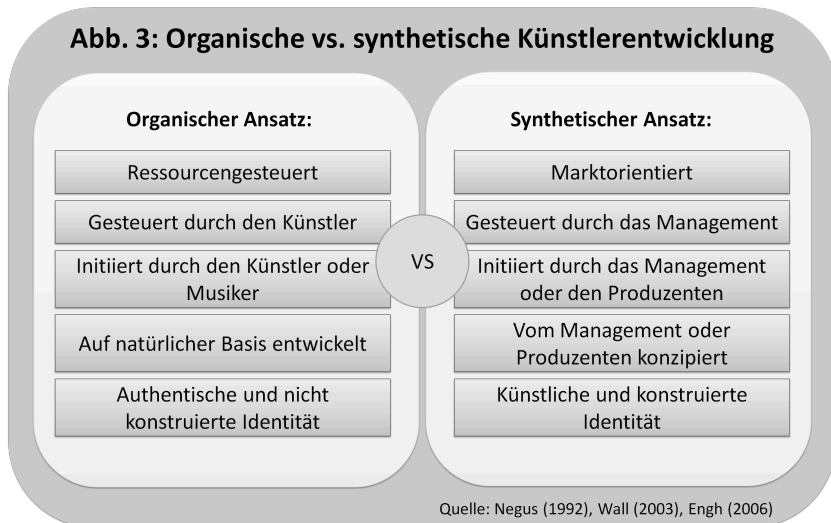 Abb. 3: Organische vs. synthetische Künstlerentwicklung
Organischer Ansatz:
Ressourcengesteuert
Gesteuert durch den Künstler
Initiiert durch den Künstler oder
Musiker
Auf natürlicher Basis entwickelt
Authentische und nicht
konstruierte Identität
VS
Synthetischer Ansatz:
Marktorientiert
Gesteuert durch das Management
Initiiert durch das Management
oder den Produzenten
Vom Management oder
Produzenten konzipiert
Künstliche und konstruierte
Identität
Quelle: Negus (1992), Wall (2003), Engh (2006)